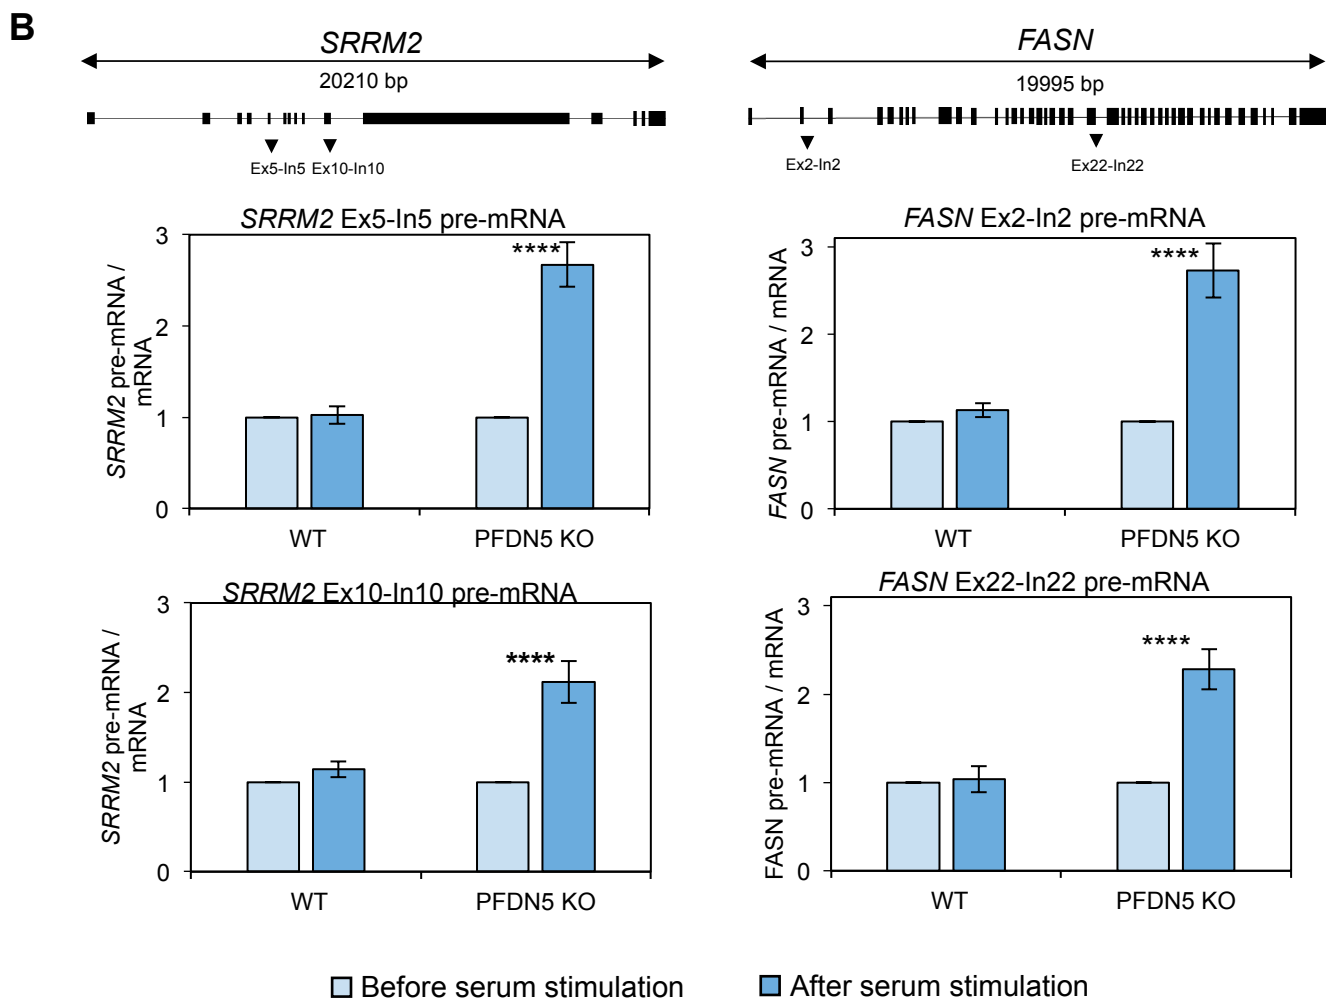 B
SRRM2
20210 bp
Ex5-In5 Ex10-In10
FASN
19995 bp
Ex2-In2
Ex22-In22
SRRM2 Ex5-In5 pre-mRNA
SRRM2 pre-mRNA /
mRNA
3
2
1
0
****
WT
PFDN5 KO
FASN Ex2-In2 pre-mRNA
FASN pre-mRNA / mRNA
3
2
1
0
****
WT
PFDN5 KO
SRRM2 Ex10-In10 pre-mRNA
SRRM2 pre-mRNA /
mRNA
3
2
1
0
****
WT
PFDN5 KO
FASN Ex22-In22 pre-mRNA
FASN pre-mRNA / mRNA
3
2
1
0
****
WT
PFDN5 KO
Before serum stimulation
After serum stimulation